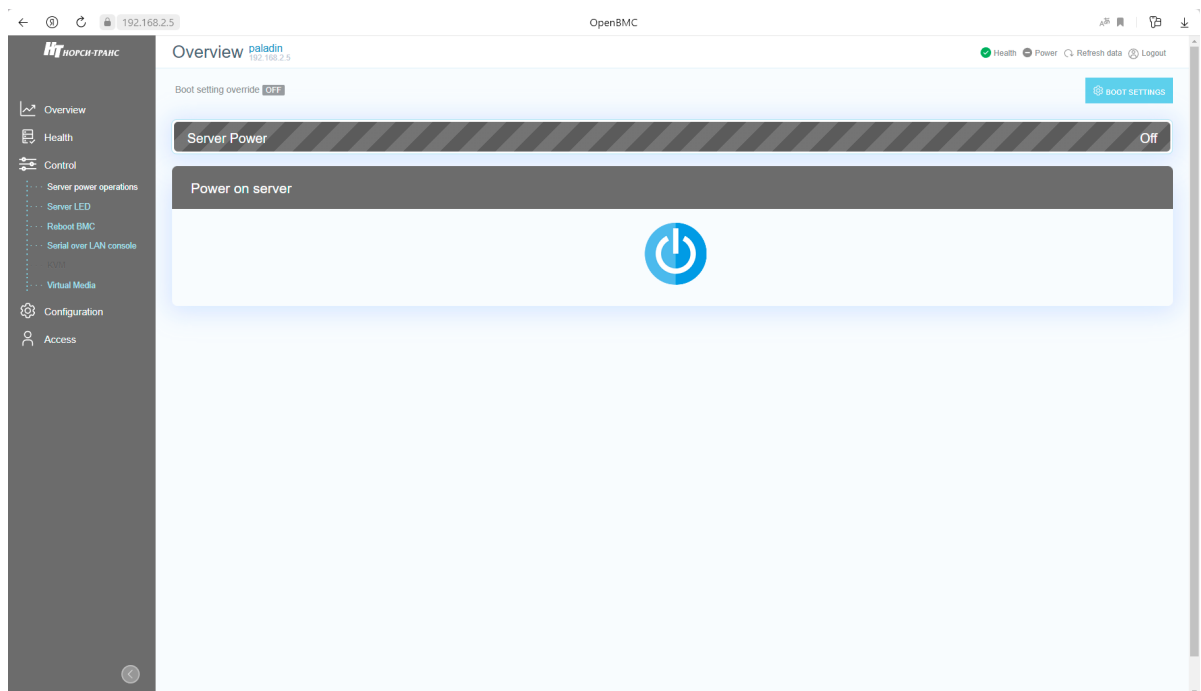 192.168.2.5
OpenBMC
НТ НОРСИ-ТРАНС
Overview
Health
Control
Server power operations
Server LED
Reboot BMC
Serial over LAN console
KVM
Virtual Media
Configuration
Access
Overview paladin
192.168.2.5
Health Power Refresh data Logout
Boot setting override OFF
BOOT SETTINGS
Server Power Off
Power on server